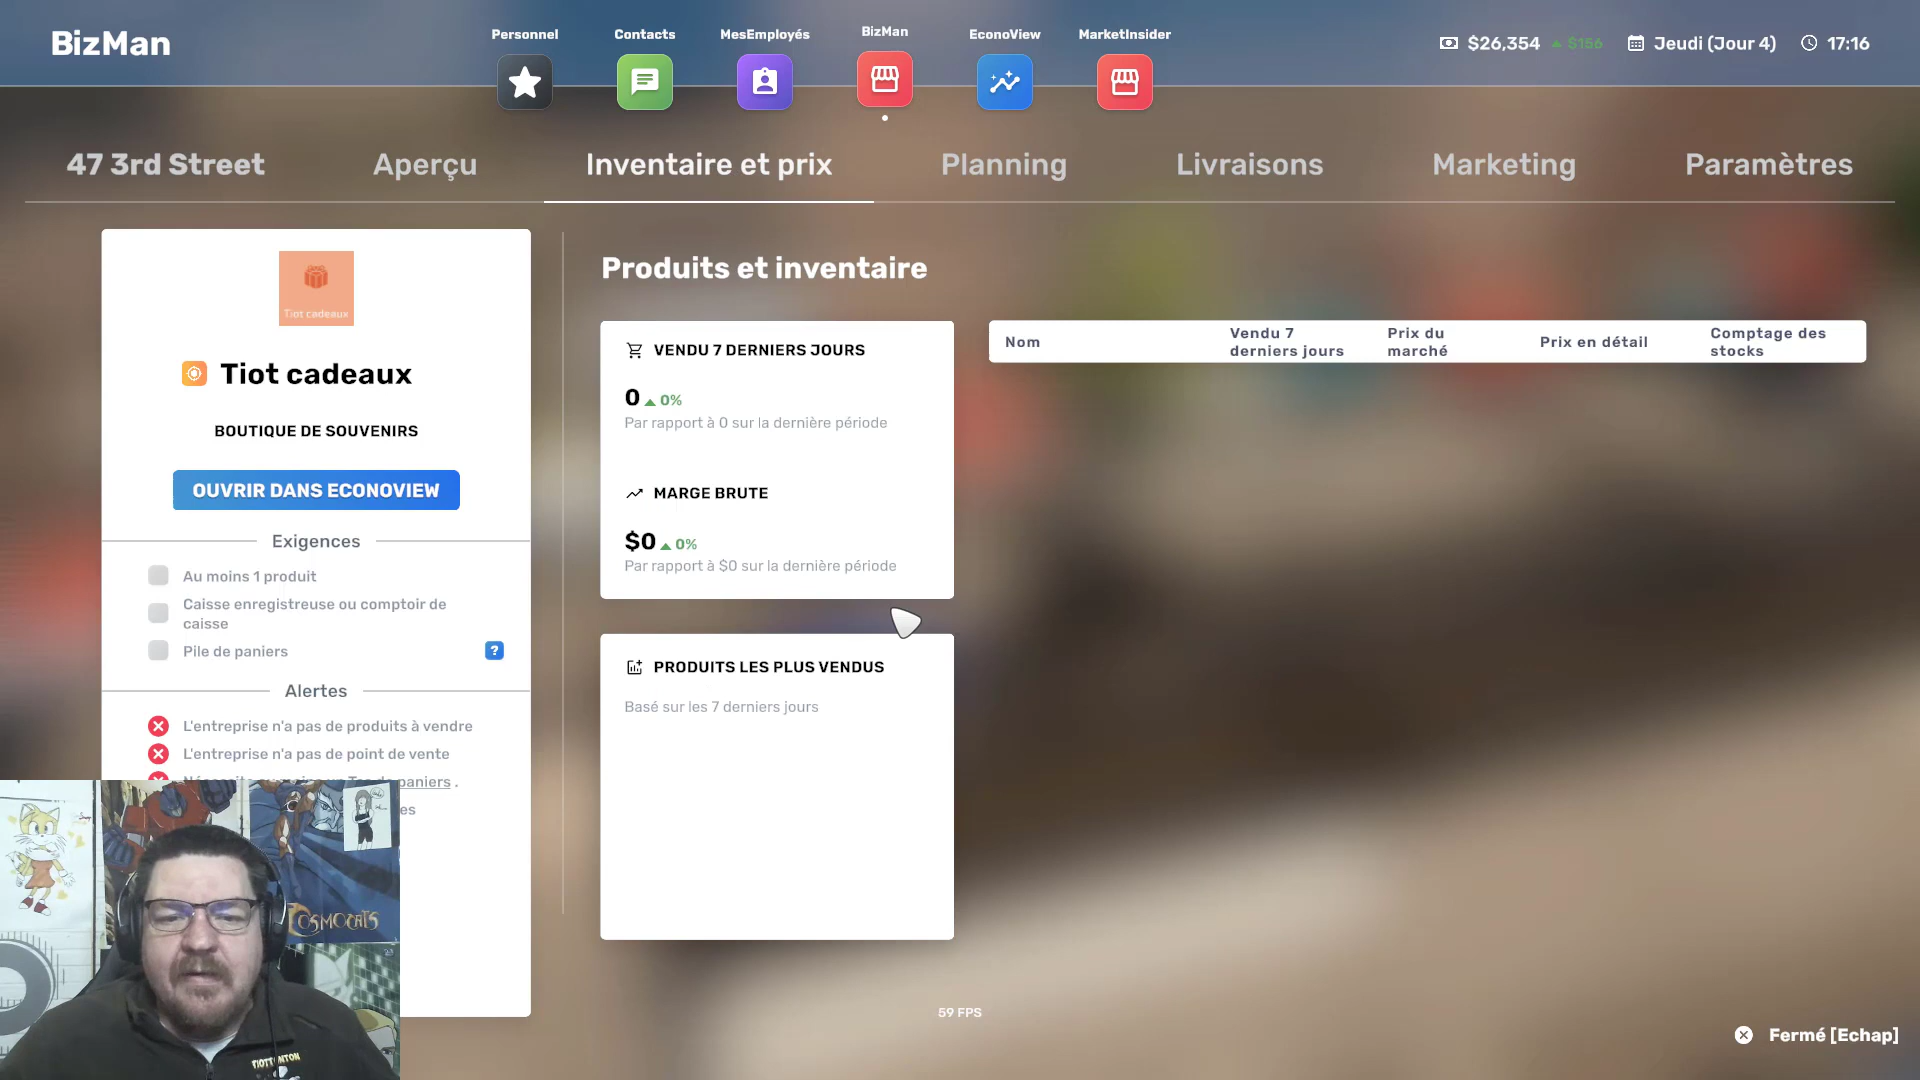 BizMan
Personnel
Contacts
MesEmployés
BizMan
EconoView
MarketInsider
$26,354
$156
Jeudi (Jour 4)
17:16
47 3rd Street
Aperçu
Inventaire et prix
Planning
Livraisons
Marketing
Paramètres
Tiot cadeaux
Tiot cadeaux
BOUTIQUE DE SOUVENIRS
OUVRIR DANS ECONOVIEW
Exigences
Au moins 1 produit
Caisse enregistreuse ou comptoir de
caisse
Pile de paniers
?
Alertes
L'entreprise n'a pas de produits à vendre
L'entreprise n'a pas de point de vente
paniers .
es
Produits et inventaire
VENDU 7 DERNIERS JOURS
0
0%
Par rapport à 0 sur la dernière période
MARGE BRUTE
$0
0%
Par rapport à $0 sur la dernière période
PRODUITS LES PLUS VENDUS
Basé sur les 7 derniers jours
Nom
Vendu 7
derniers jours
Prix du
marché
Prix en détail
Comptage des
stocks
COSMOCATS
59 FPS
Fermé [Echap]